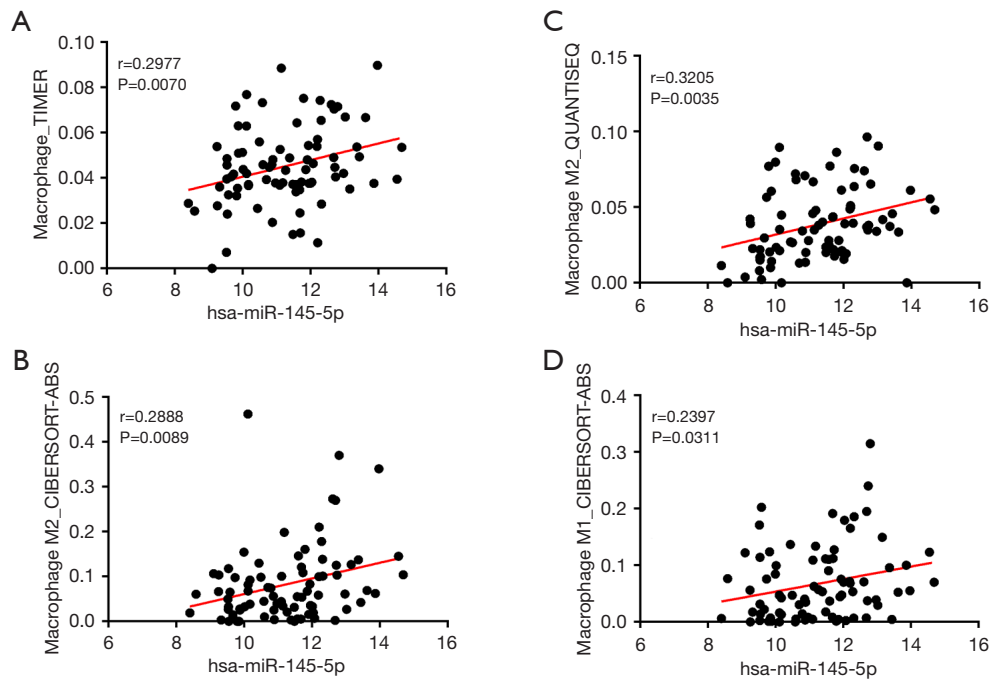 A
Macrophage_TIMER
r=0.2977
P=0.0070
0.10
0.08
0.06
0.04
0.02
0.00
6 8 10 12 14 16
hsa-miR-145-5p
C
Macrophage M2_QUANTISEQ
r=0.3205
P=0.0035
0.15
0.10
0.05
0.00
6 8 10 12 14 16
hsa-miR-145-5p
B
Macrophage M2_CIBERSORT-ABS
r=0.2888
P=0.0089
0.5
0.4
0.3
0.2
0.1
0.0
6 8 10 12 14 16
hsa-miR-145-5p
D
Macrophage M1_CIBERSORT-ABS
r=0.2397
P=0.0311
0.4
0.3
0.2
0.1
0.0
6 8 10 12 14 16
hsa-miR-145-5p